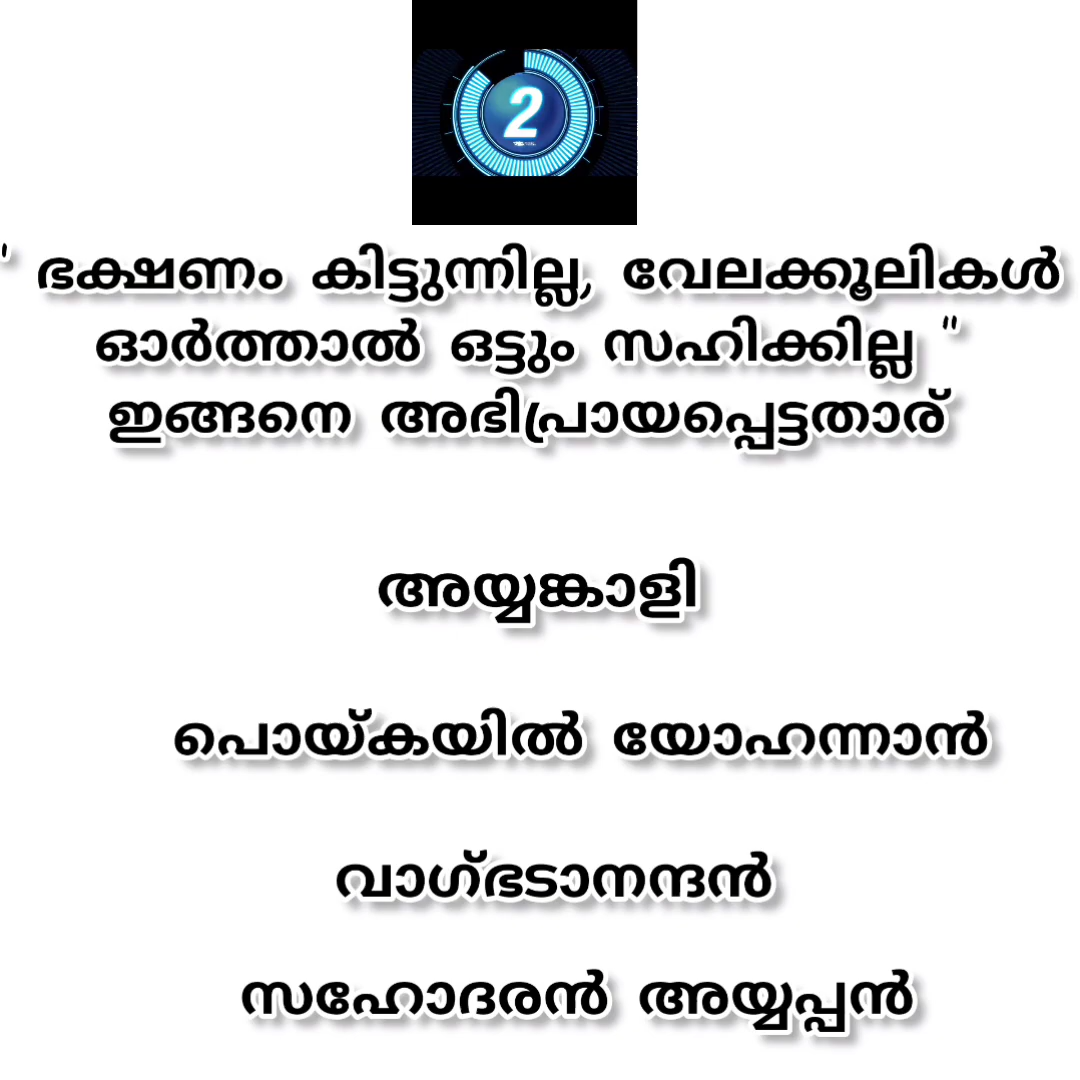 2
" ഭക്ഷണം കിട്ടുന്നില്ല, വേലക്കൂലികൾ
ഓർത്താൽ ഒട്ടും സഹിക്കില്ല "
ഇങ്ങനെ അഭിപ്രായപ്പെട്ടതാര്
അയ്യങ്കാളി
പൊയ്കയിൽ യോഹന്നാൻ
വാഗ്ഭടാനന്ദൻ
സഹോദരൻ അയ്യപ്പൻ